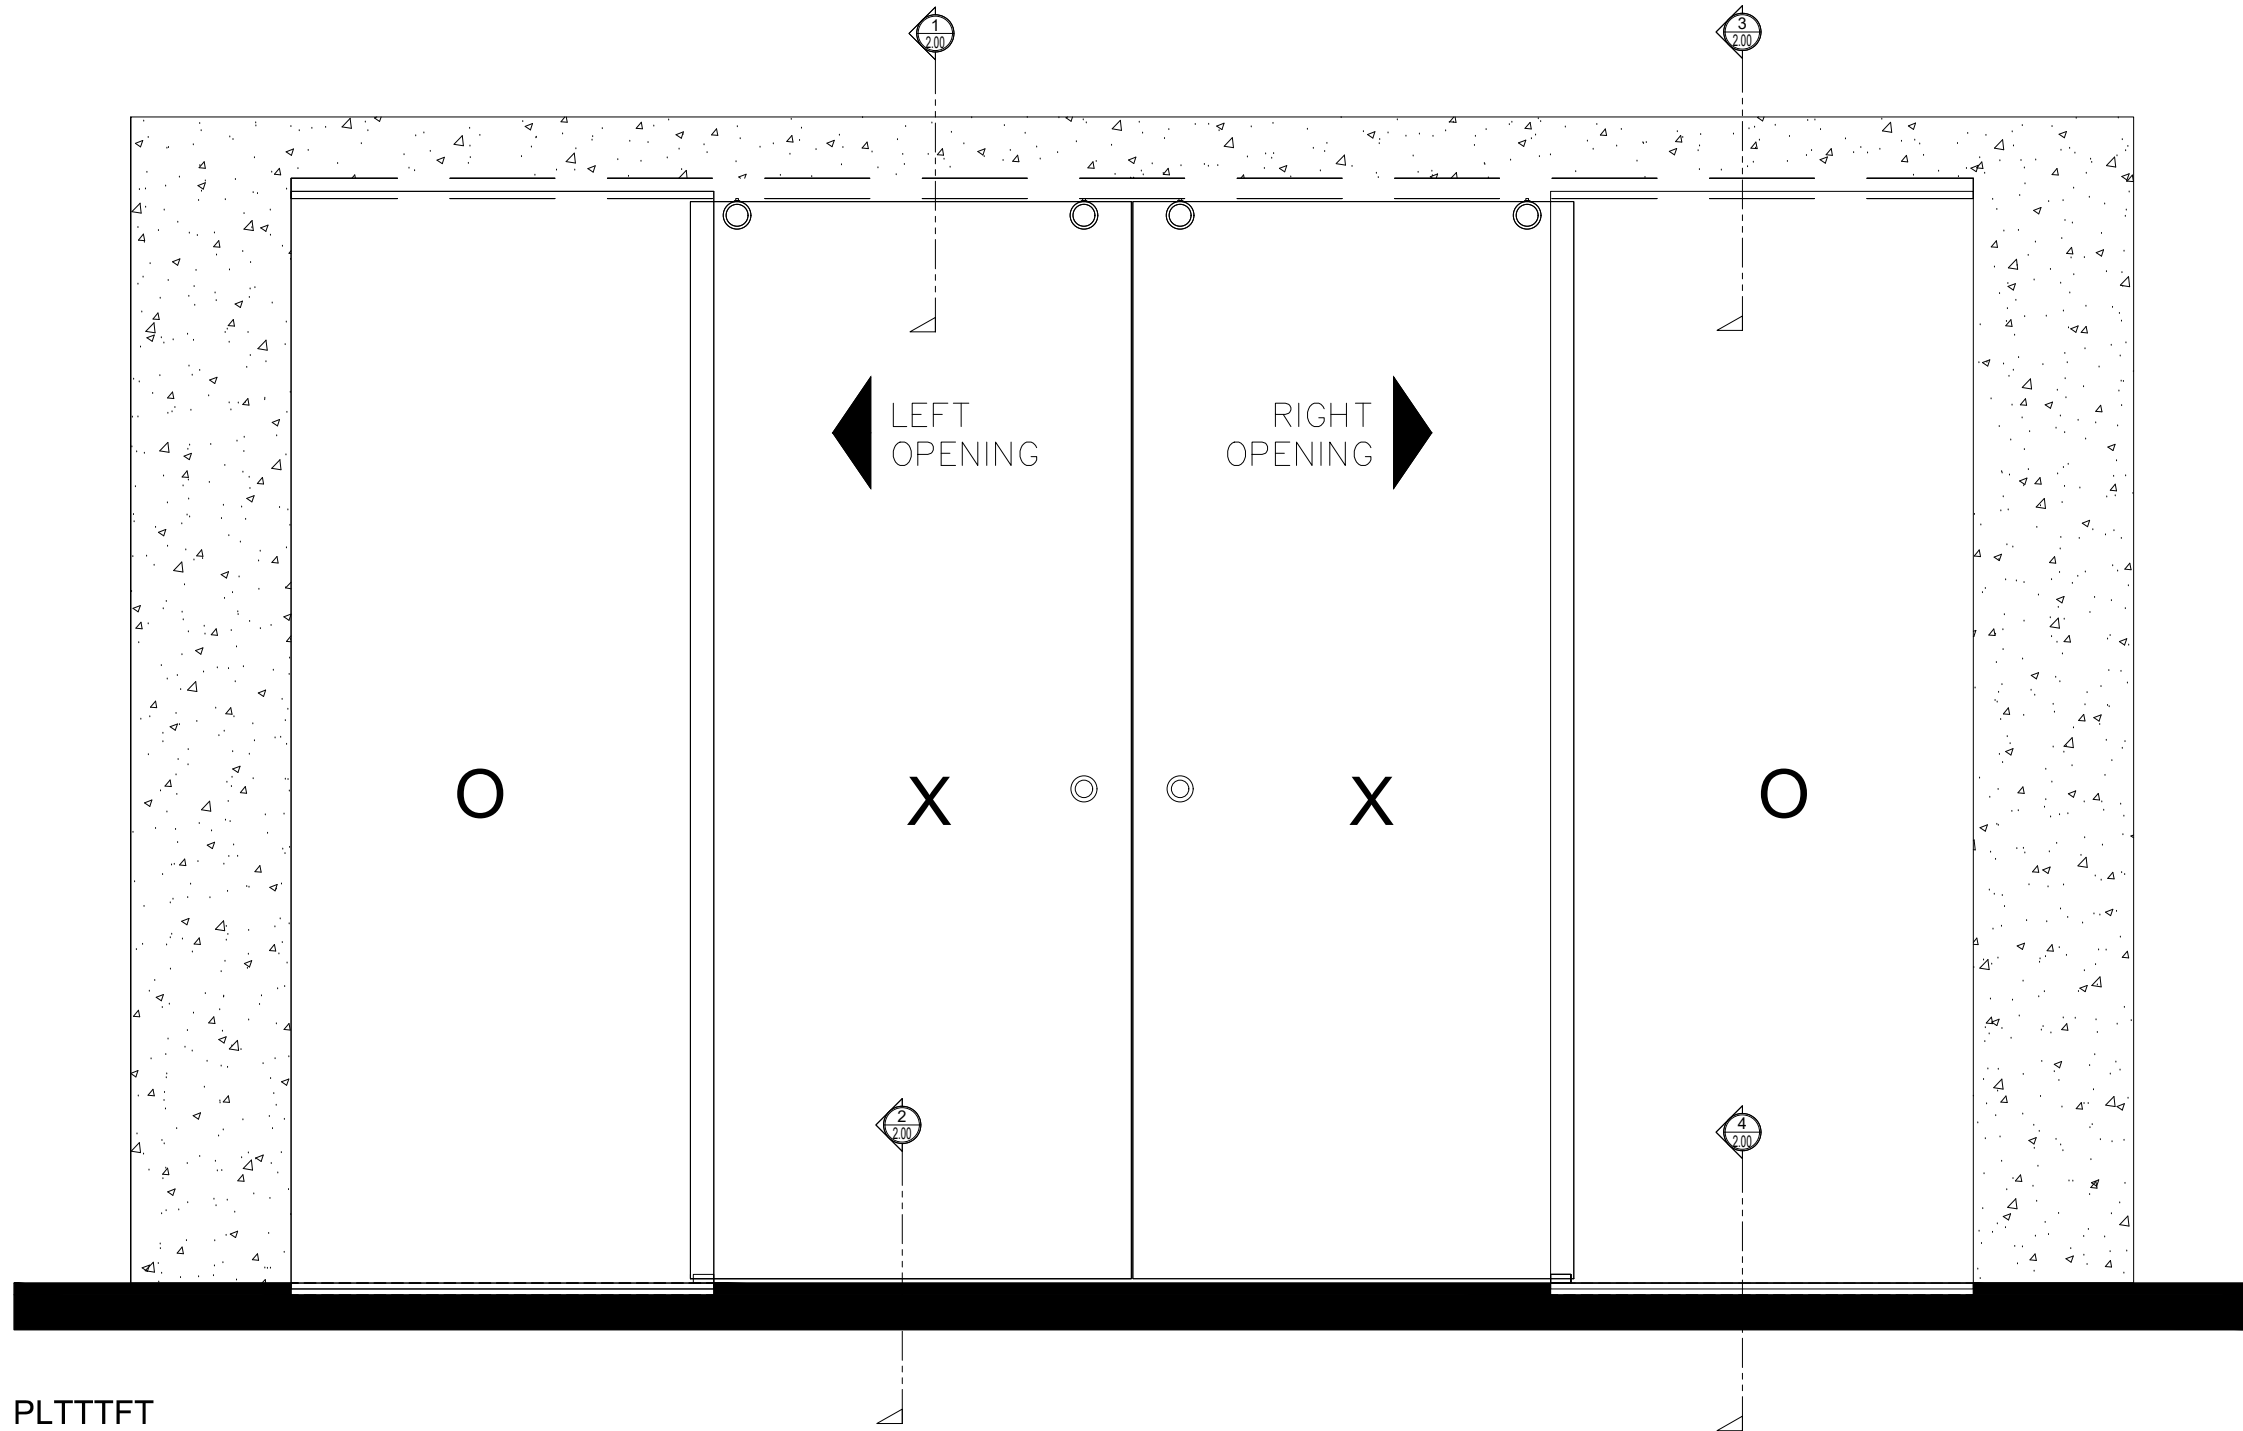 1
2.00
3
2.00
LEFT
OPENING
RIGHT
OPENING
O
X
X
O
2
2.00
4
2.00
PLTTTFT